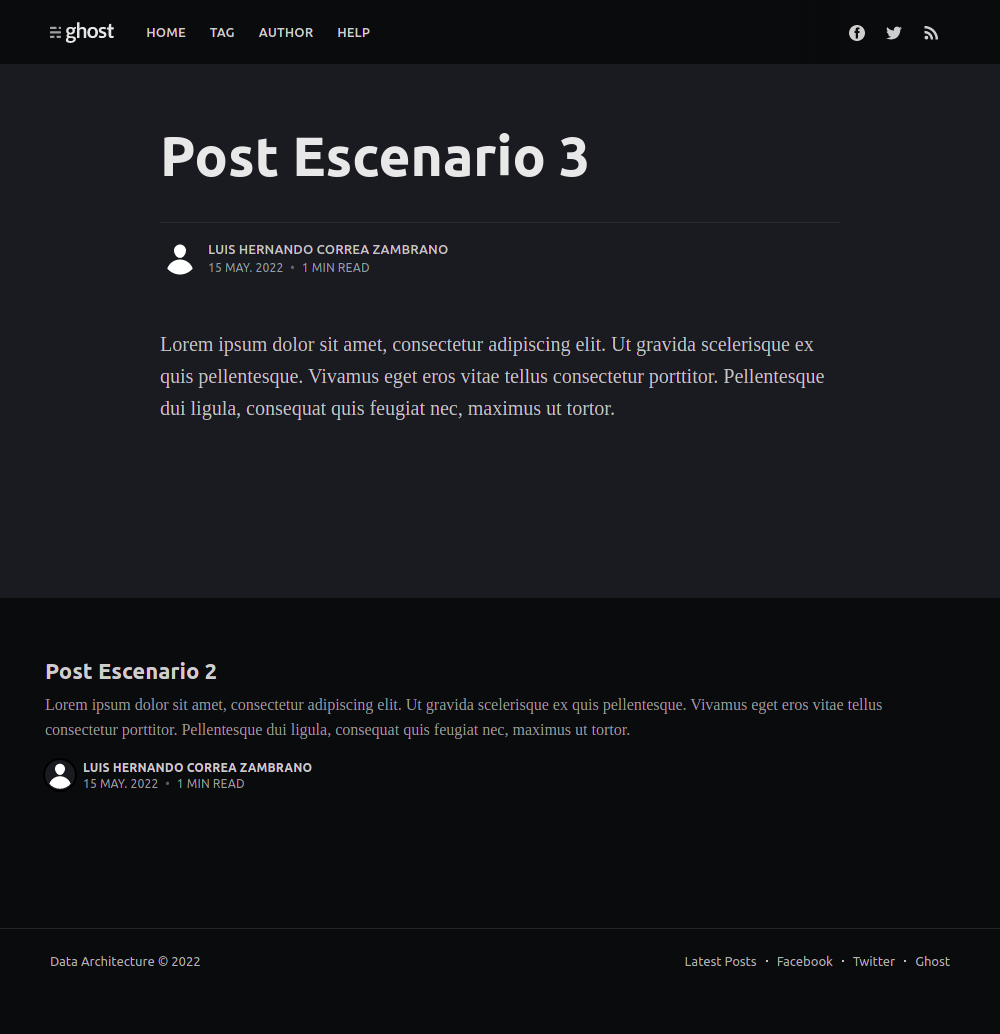 ghost HOME TAG AUTHOR HELP
Post Escenario 3
LUIS HERNANDO CORREA ZAMBRANO
15 MAY. 2022 • 1 MIN READ
Lorem ipsum dolor sit amet, consectetur adipiscing elit. Ut gravida scelerisque ex
quis pellentesque. Vivamus eget eros vitae tellus consectetur porttitor. Pellentesque
dui ligula, consequat quis feugiat nec, maximus ut tortor.
Post Escenario 2
Lorem ipsum dolor sit amet, consectetur adipiscing elit. Ut gravida scelerisque ex quis pellentesque. Vivamus eget eros vitae tellus
consectetur porttitor. Pellentesque dui ligula, consequat quis feugiat nec, maximus ut tortor.
LUIS HERNANDO CORREA ZAMBRANO
15 MAY. 2022 • 1 MIN READ
Data Architecture © 2022 Latest Posts · Facebook · Twitter · Ghost